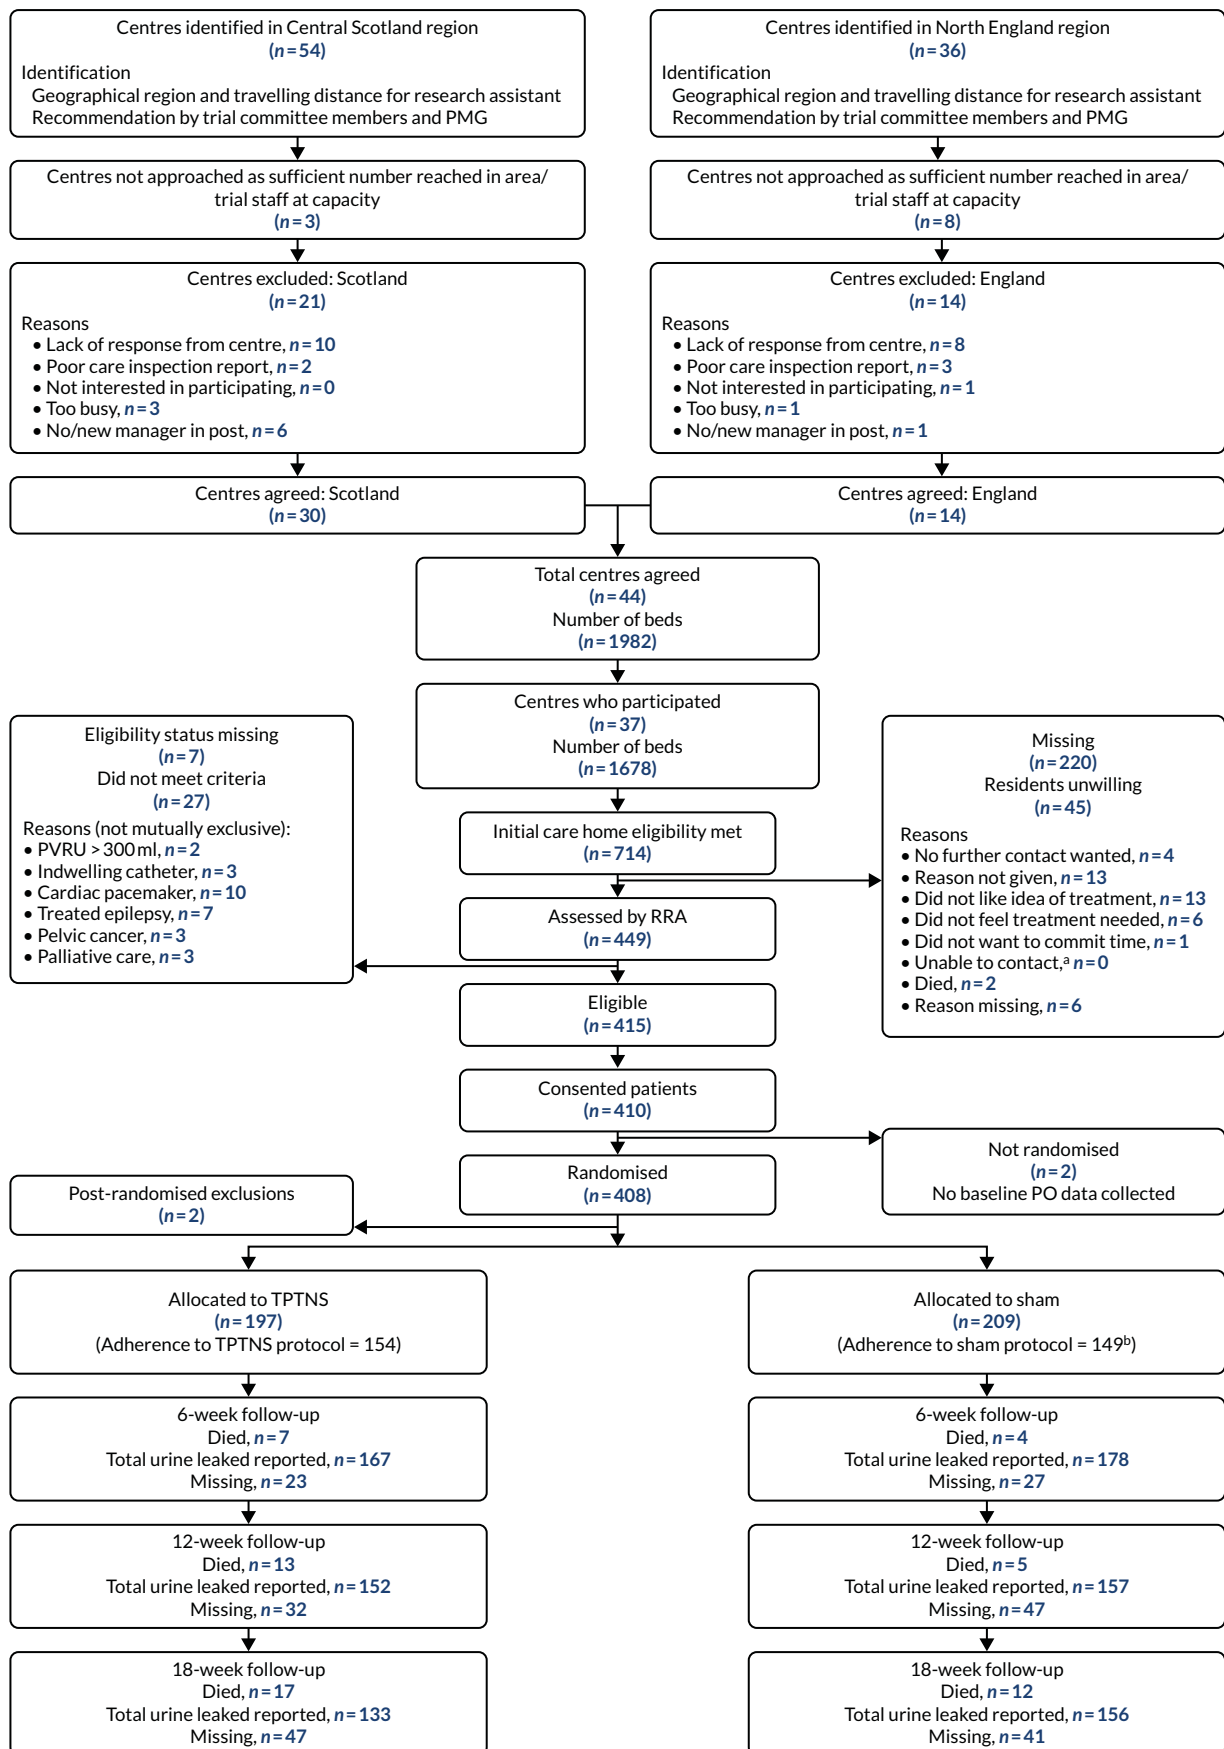 Centres identified in Central Scotland region
(n=54)
Identification
Geographical region and travelling distance for research assistant
Recommendation by trial committee members and PMG
Centres identified in North England region
(n=36)
Identification
Geographical region and travelling distance for research assistant
Recommendation by trial committee members and PMG
Centres not approached as sufficient number reached in area/
trial staff at capacity
(n=3)
Centres not approached as sufficient number reached in area/
trial staff at capacity
(n=8)
Centres excluded: Scotland
(n=21)
Reasons
• Lack of response from centre, n=10
• Poor care inspection report, n=2
• Not interested in participating, n=0
• Too busy, n=3
• No/new manager in post, n=6
Centres excluded: England
(n=14)
Reasons
• Lack of response from centre, n=8
• Poor care inspection report, n=3
• Not interested in participating, n=1
• Too busy, n=1
• No/new manager in post, n=1
Centres agreed: Scotland
(n=30)
Centres agreed: England
(n=14)
Total centres agreed
(n=44)
Number of beds
(n=1982)
Centres who participated
(n=37)
Number of beds
(n=1678)
Initial care home eligibility met
(n=714)
Missing
(n=220)
Residents unwilling
(n=45)
Reasons
• No further contact wanted, n=4
• Reason not given, n=13
• Did not like idea of treatment, n=13
• Did not feel treatment needed, n=6
• Did not want to commit time, n=1
• Unable to contact,ᵃ n=0
• Died, n=2
• Reason missing, n=6
Assessed by RRA
(n=449)
Eligibility status missing
(n=7)
Did not meet criteria
(n=27)
Reasons (not mutually exclusive):
• PVRU >300ml, n=2
• Indwelling catheter, n=3
• Cardiac pacemaker, n=10
• Treated epilepsy, n=7
• Pelvic cancer, n=3
• Palliative care, n=3
Eligible
(n=415)
Consented patients
(n=410)
Not randomised
(n=2)
No baseline PO data collected
Randomised
(n=408)
Post-randomised exclusions
(n=2)
Allocated to TPTNS
(n=197)
(Adherence to TPTNS protocol = 154)
Allocated to sham
(n=209)
(Adherence to sham protocol = 149ᵇ)
6-week follow-up
Died, n=7
Total urine leaked reported, n=167
Missing, n=23
6-week follow-up
Died, n=4
Total urine leaked reported, n=178
Missing, n=27
12-week follow-up
Died, n=13
Total urine leaked reported, n=152
Missing, n=32
12-week follow-up
Died, n=5
Total urine leaked reported, n=157
Missing, n=47
18-week follow-up
Died, n=17
Total urine leaked reported, n=133
Missing, n=47
18-week follow-up
Died, n=12
Total urine leaked reported, n=156
Missing, n=41